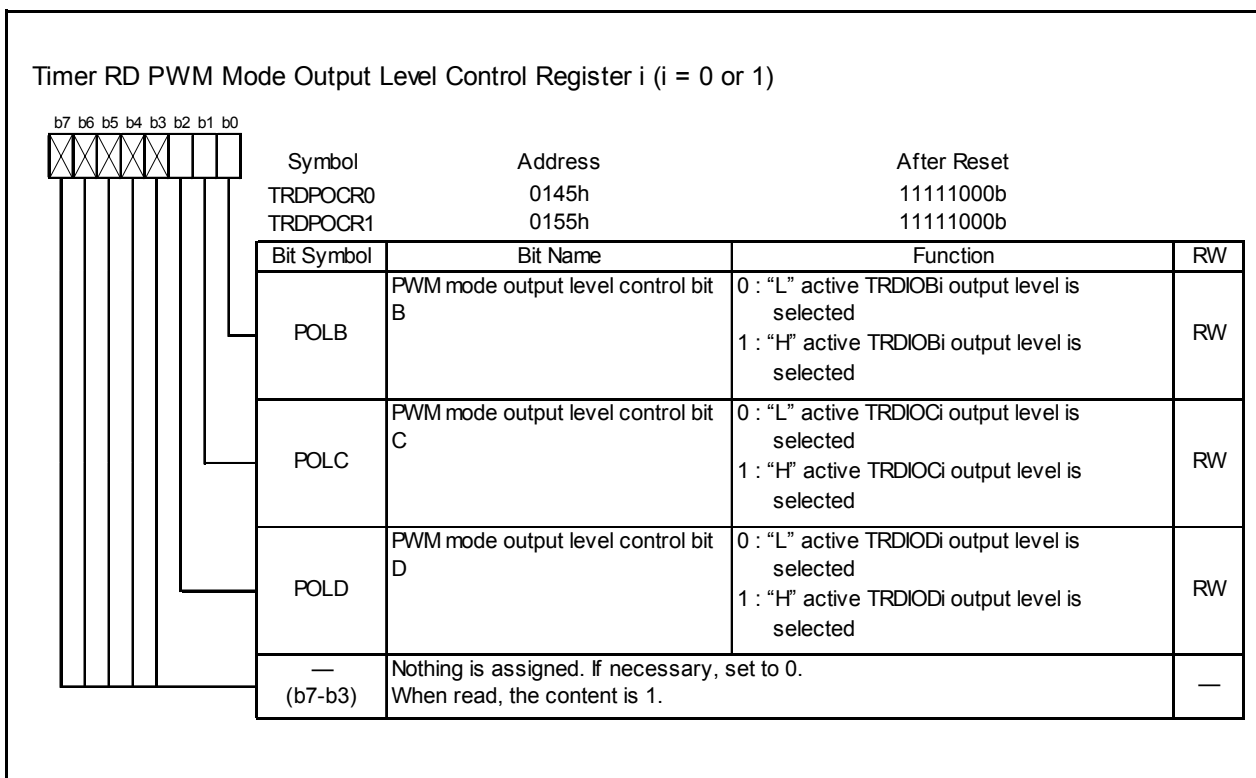 Timer RD PWM Mode Output Level Control Register i (i = 0 or 1)
b7 b6 b5 b4 b3 b2 b1 b0
Symbol Address After Reset
TRDPOCR0 0145h 11111000b
TRDPOCR1 0155h 11111000b
Bit Symbol Bit Name Function RW
POLB
PWM mode output level control bit
B
0 : “L” active TRDIOBi output level is
selected
1 : “H” active TRDIOBi output level is
selected
RW
POLC
PWM mode output level control bit
C
0 : “L” active TRDIOCi output level is
selected
1 : “H” active TRDIOCi output level is
selected
RW
POLD
PWM mode output level control bit
D
0 : “L” active TRDIODi output level is
selected
1 : “H” active TRDIODi output level is
selected
RW
—
(b7-b3)
Nothing is assigned. If necessary, set to 0.
When read, the content is 1.
—